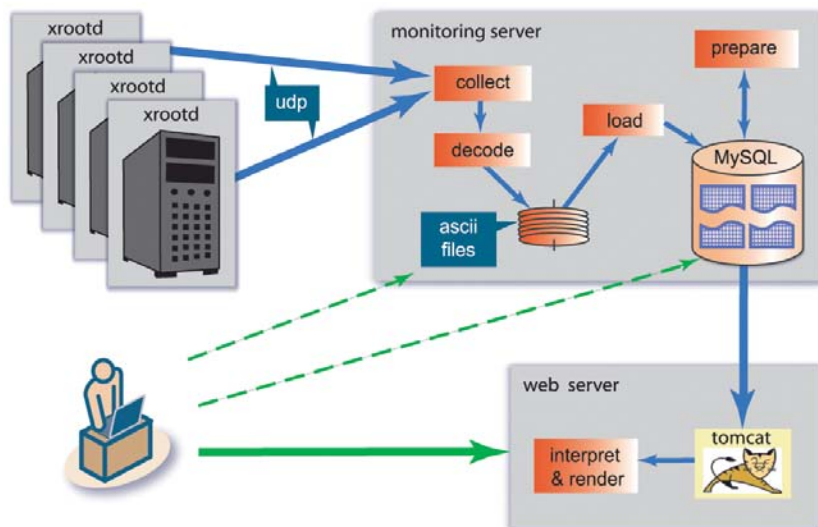 xrootd
xrootd
xrootd
xrootd
udp
monitoring server
collect
decode
ascii
files
load
prepare
MySQL
web server
tomcat
interpret
& render